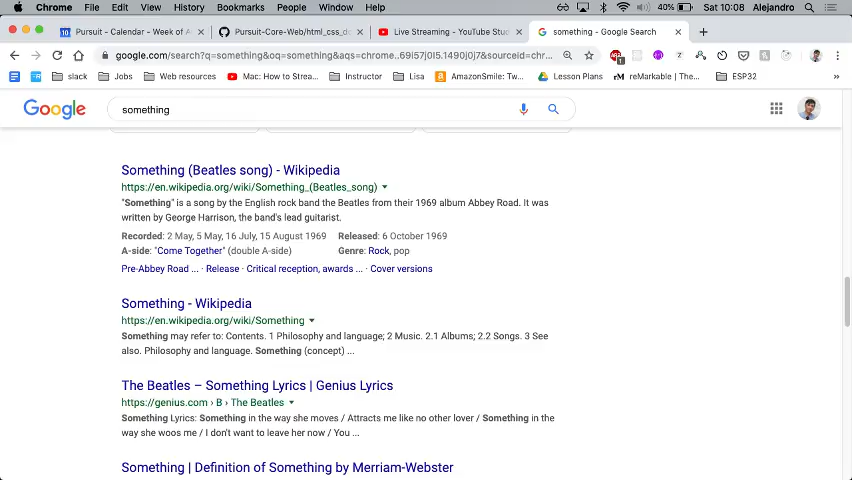 Chrome File Edit View History Bookmarks People Window Help 40% Sat 10:08 Alejandro
10 Pursuit - Calendar - Week of A × Pursuit-Core-Web/html_css_do × Live Streaming - YouTube Stud × something - Google Search × +
google.com/search?q=something&oq=something&aqs=chrome..69i57j0l5.1490j0j7&sourceid=chr...
slack Jobs Web resources Mac: How to Strea... Instructor Lisa AmazonSmile: Tw... Lesson Plans reMarkable | The... ESP32
Google something
Something (Beatles song) - Wikipedia
https://en.wikipedia.org/wiki/Something_(Beatles_song)
"Something" is a song by the English rock band the Beatles from their 1969 album Abbey Road. It was
written by George Harrison, the band's lead guitarist.
Recorded: 2 May, 5 May, 16 July, 15 August 1969 Released: 6 October 1969
A-side: "Come Together" (double A-side) Genre: Rock, pop
Pre-Abbey Road ... · Release · Critical reception, awards ... · Cover versions
Something - Wikipedia
https://en.wikipedia.org/wiki/Something
Something may refer to: Contents. 1 Philosophy and language; 2 Music. 2.1 Albums; 2.2 Songs. 3 See
also. Philosophy and language. Something (concept) ...
The Beatles – Something Lyrics | Genius Lyrics
https://genius.com › B › The Beatles
Something Lyrics: Something in the way she moves / Attracts me like no other lover / Something in the
way she woos me / I don't want to leave her now / You ...
Something | Definition of Something by Merriam-Webster